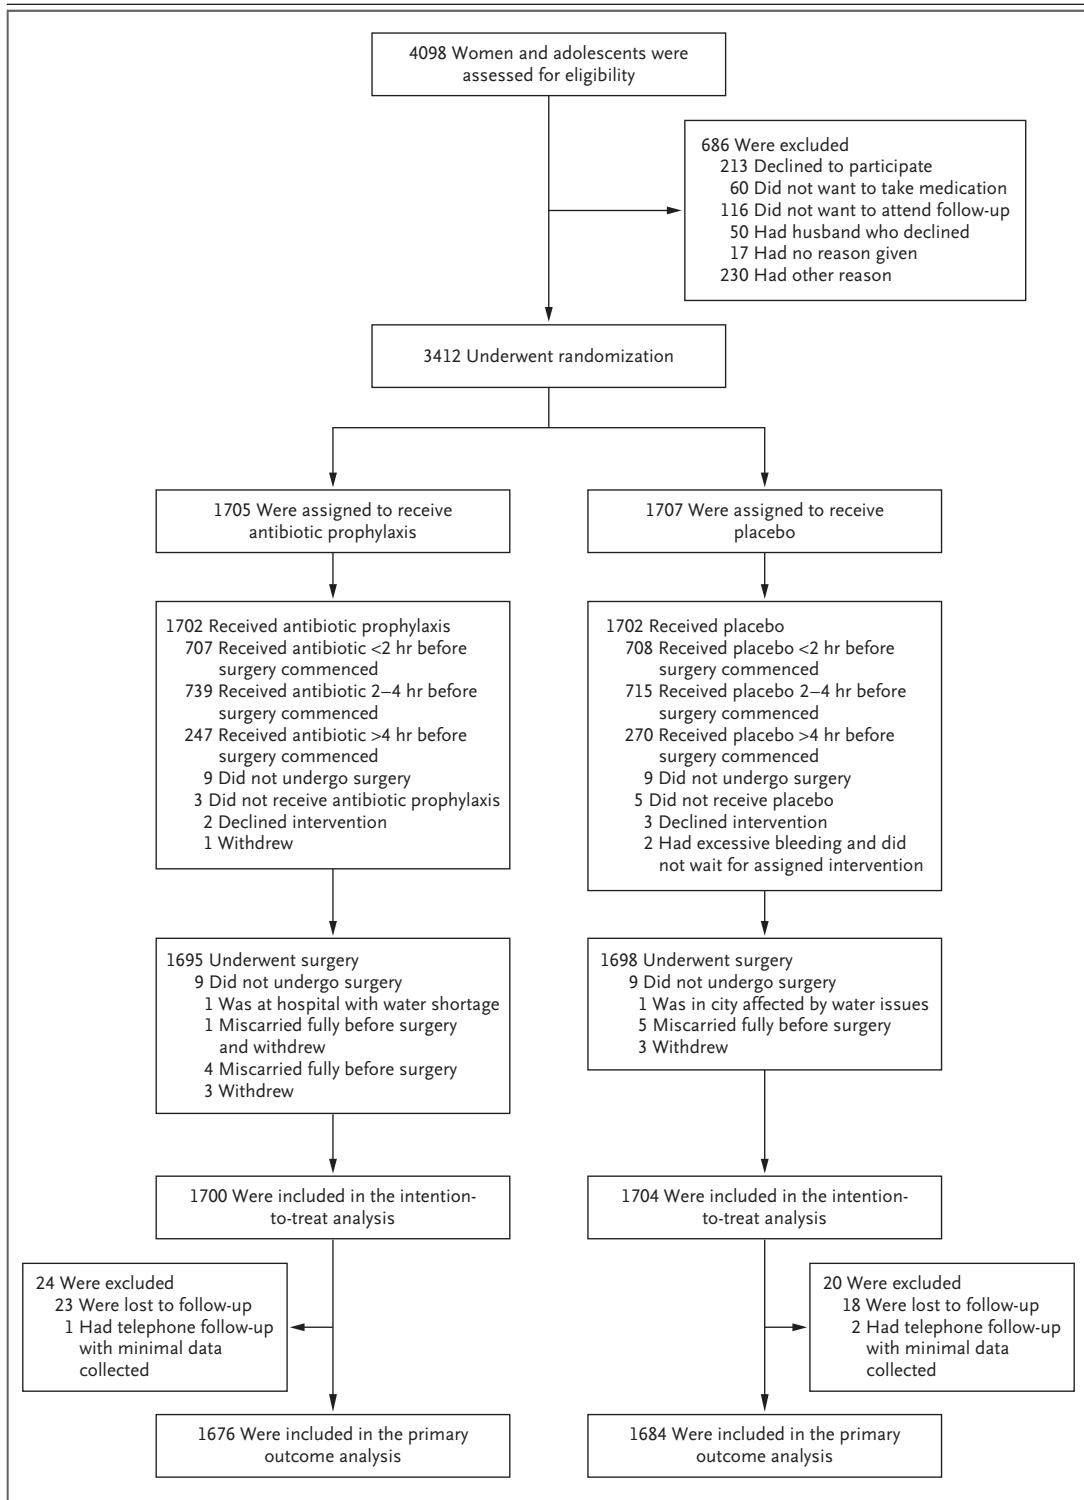 4098 Women and adolescents were
assessed for eligibility
686 Were excluded
213 Declined to participate
60 Did not want to take medication
116 Did not want to attend follow-up
50 Had husband who declined
17 Had no reason given
230 Had other reason
3412 Underwent randomization
1705 Were assigned to receive
antibiotic prophylaxis
1707 Were assigned to receive
placebo
1702 Received antibiotic prophylaxis
707 Received antibiotic <2 hr before
surgery commenced
739 Received antibiotic 2–4 hr before
surgery commenced
247 Received antibiotic >4 hr before
surgery commenced
9 Did not undergo surgery
3 Did not receive antibiotic prophylaxis
2 Declined intervention
1 Withdrew
1702 Received placebo
708 Received placebo <2 hr before
surgery commenced
715 Received placebo 2–4 hr before
surgery commenced
270 Received placebo >4 hr before
surgery commenced
9 Did not undergo surgery
5 Did not receive placebo
3 Declined intervention
2 Had excessive bleeding and did
not wait for assigned intervention
1695 Underwent surgery
9 Did not undergo surgery
1 Was at hospital with water shortage
1 Miscarried fully before surgery
and withdrew
4 Miscarried fully before surgery
3 Withdrew
1698 Underwent surgery
9 Did not undergo surgery
1 Was in city affected by water issues
5 Miscarried fully before surgery
3 Withdrew
1700 Were included in the intention-
to-treat analysis
1704 Were included in the intention-
to-treat analysis
24 Were excluded
23 Were lost to follow-up
1 Had telephone follow-up
with minimal data
collected
20 Were excluded
18 Were lost to follow-up
2 Had telephone follow-up
with minimal data
collected
1676 Were included in the primary
outcome analysis
1684 Were included in the primary
outcome analysis